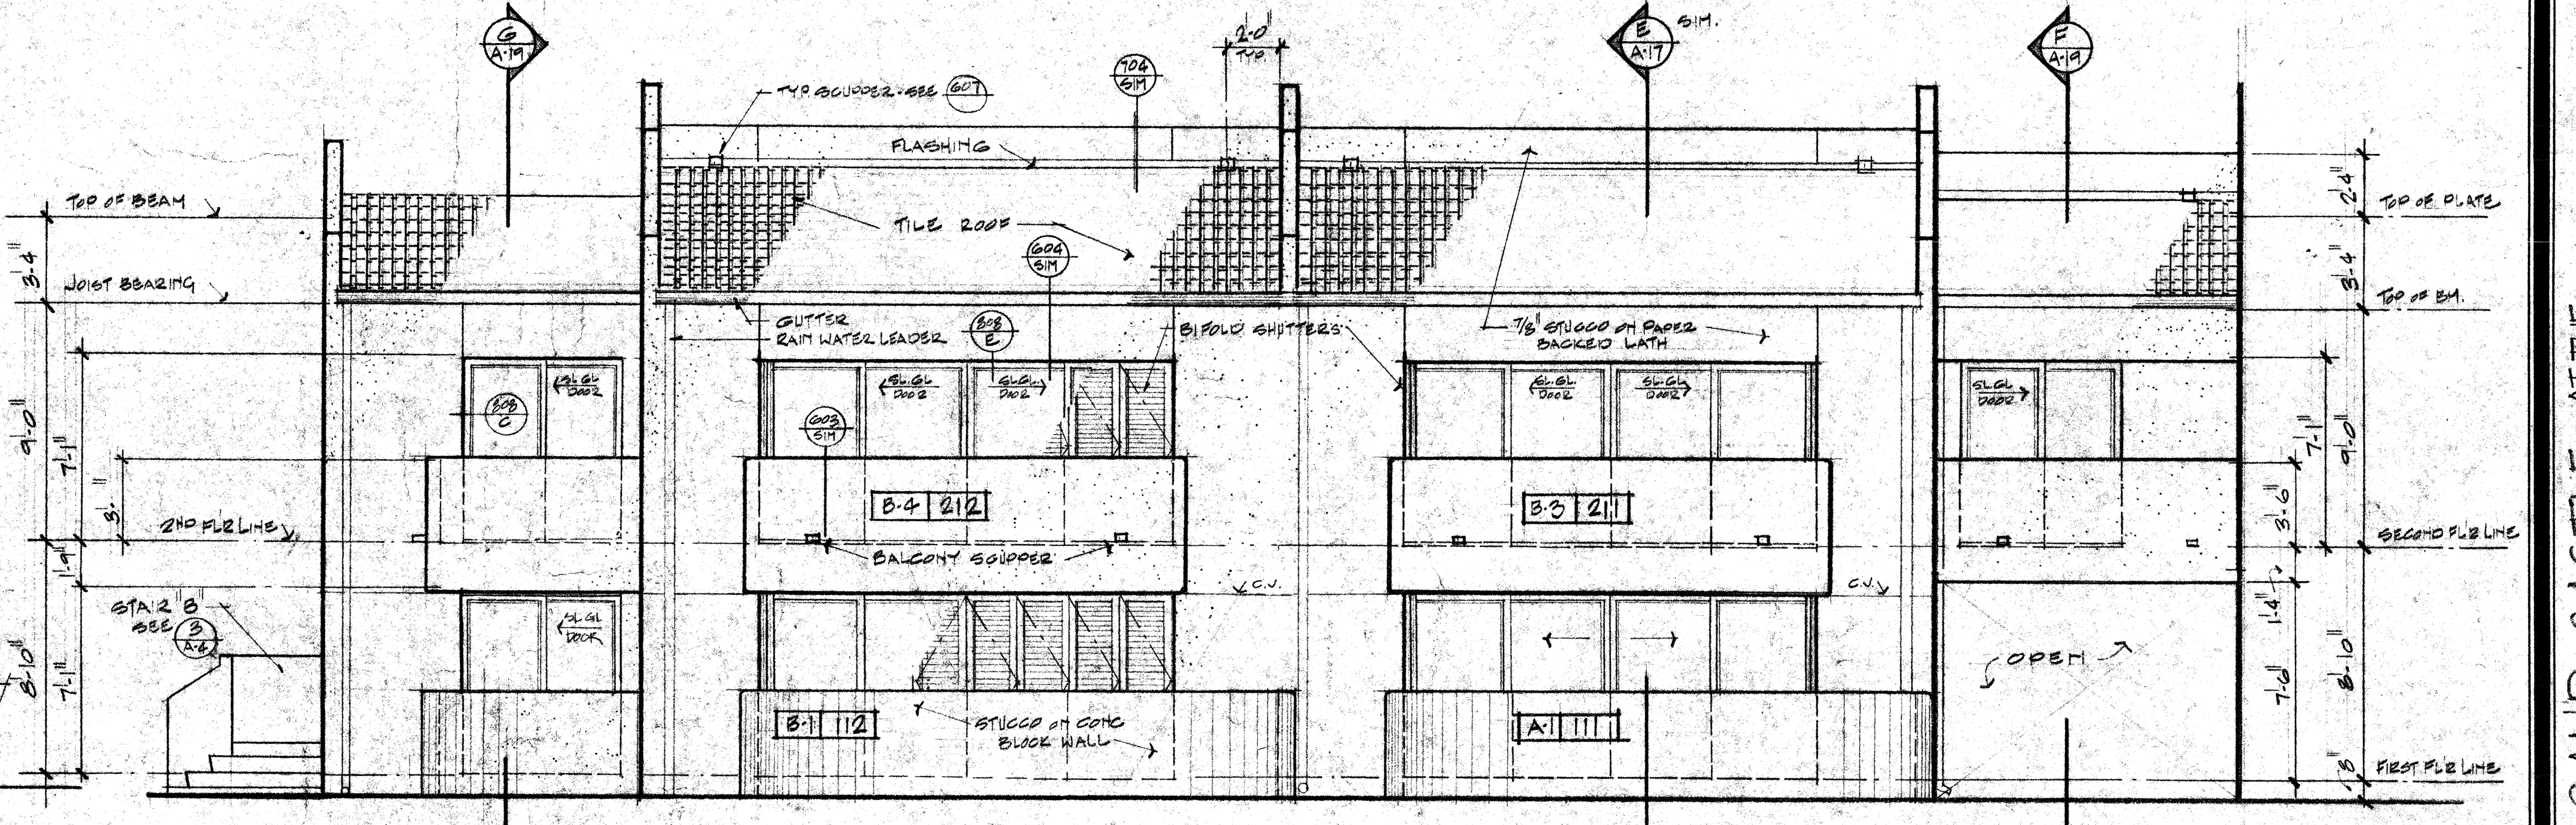 G
A-19
E
A-17
SIM.
F
A-19
2'-0"
TYP.
704
SIM
TYP. SCUPPER-SEE 607
FLASHING
TOP OF BEAM
TILE ROOF
604
SIM
JOIST BEARING
3'-4"
2'-4"
TOP OF PLATE
3'-4"
TOP OF BM.
GUTTER
RAIN WATER LEADER
808
E
BIFOLD SHUTTERS
7/8" STUCCO ON PAPER
BACKED LATH
SL.GL
DOOR
808
C
SL.GL
DOOR
SL.GL.
DOOR
SL.GL.
DOOR
SL.GL
DOOR
SL.GL
DOOR
603
SIM
9'-0"
7'-1"
3'-
7'-1"
9'-0"
3'-6"
B-4 212
B-3 211
2ND FLR LINE
BALCONY SCUPPER
SECOND FLR LINE
1'-9"
C.J.
C.J.
1'-4"
STAIR "B"
SEE 3
A-4
SL.GL
DOOR
OPEN
8'-10"
7'-1"
7'-6"
8'-10"
B-1 112
STUCCO ON CONC
BLOCK WALL
A-1 111
8"
FIRST FLR LINE